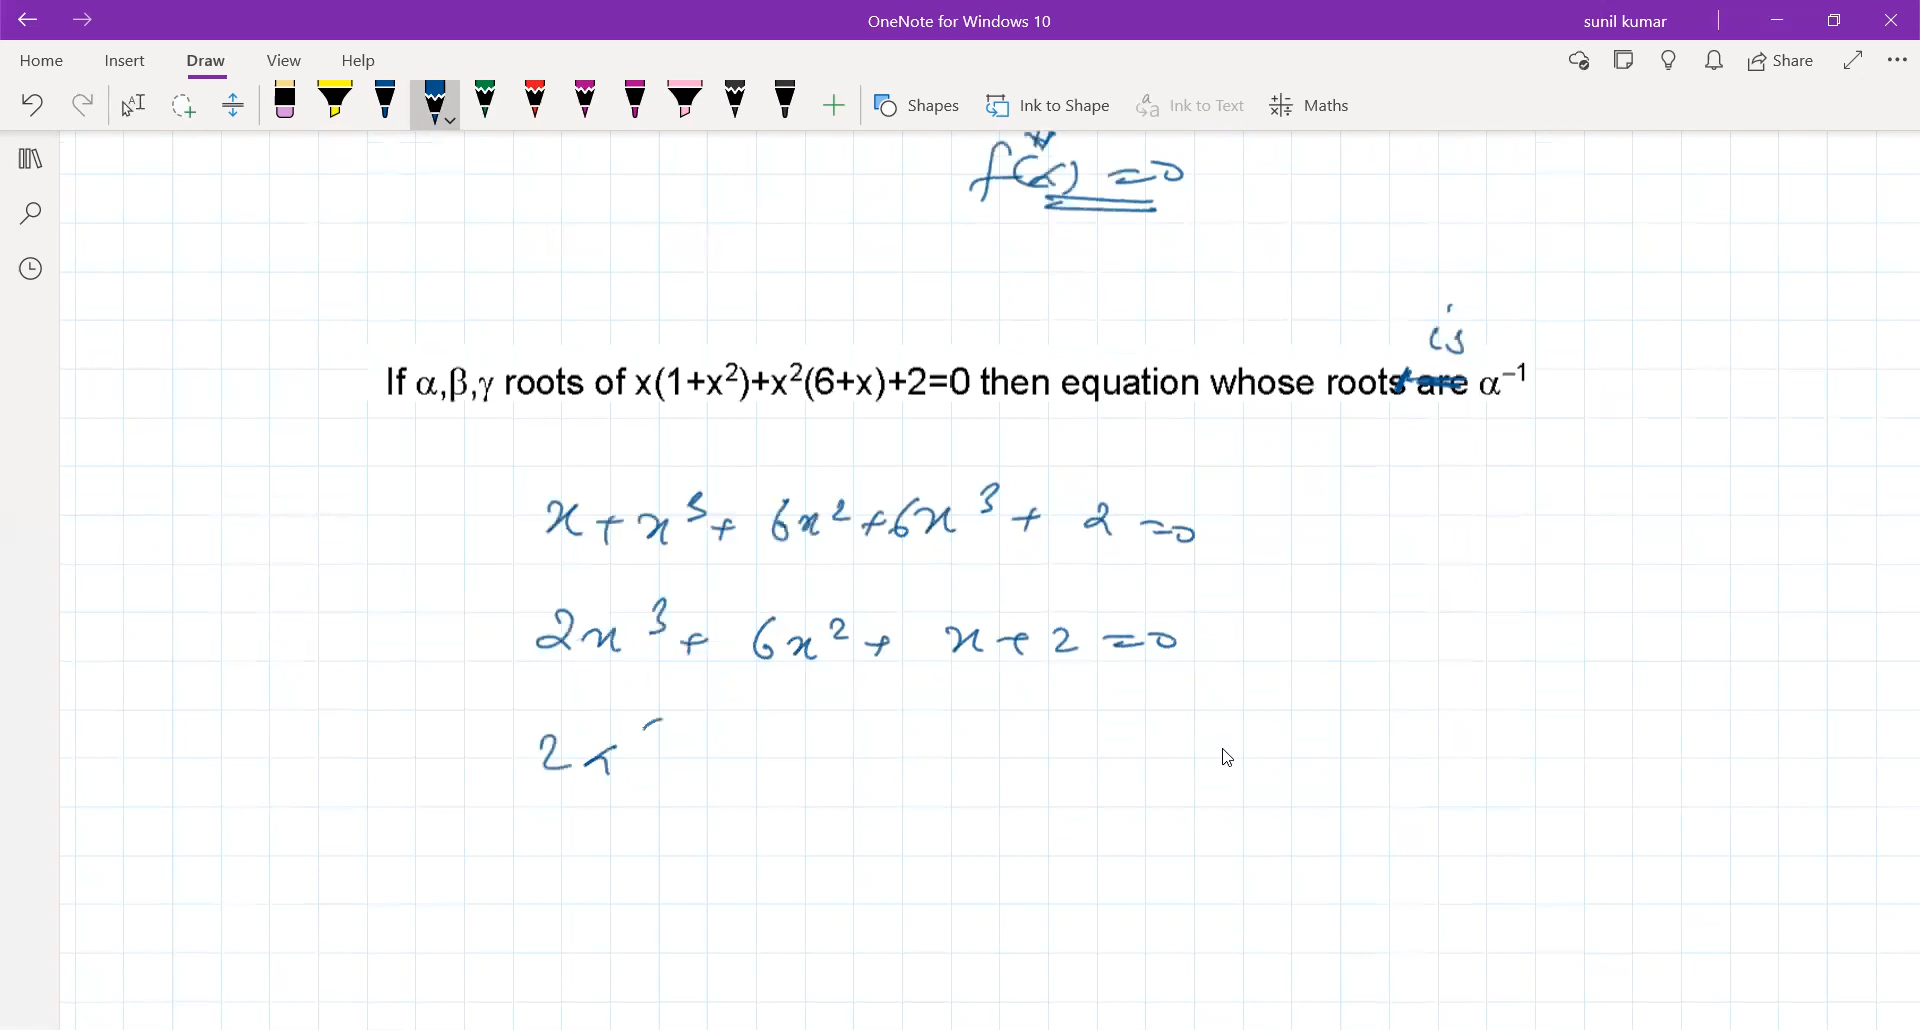 OneNote for Windows 10
sunil kumar
Home Insert Draw View Help
Share
Shapes Ink to Shape Ink to Text Maths
f(α) =0
is
If α,β,γ roots of x(1+x²)+x²(6+x)+2=0 then equation whose roots are α⁻¹
x + x³ + 6x² + 6x³ + 2 =0
2x³ + 6x² + x + 2 =0
2α